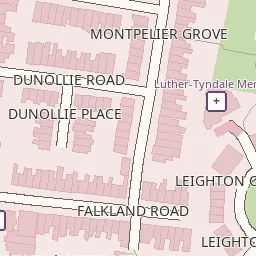 MONTPELIER GROVE
DUNOLLIE ROAD
Luther-Tyndale Mem
DUNOLLIE PLACE
LEIGHTON C
FALKLAND ROAD
LEIGHTO